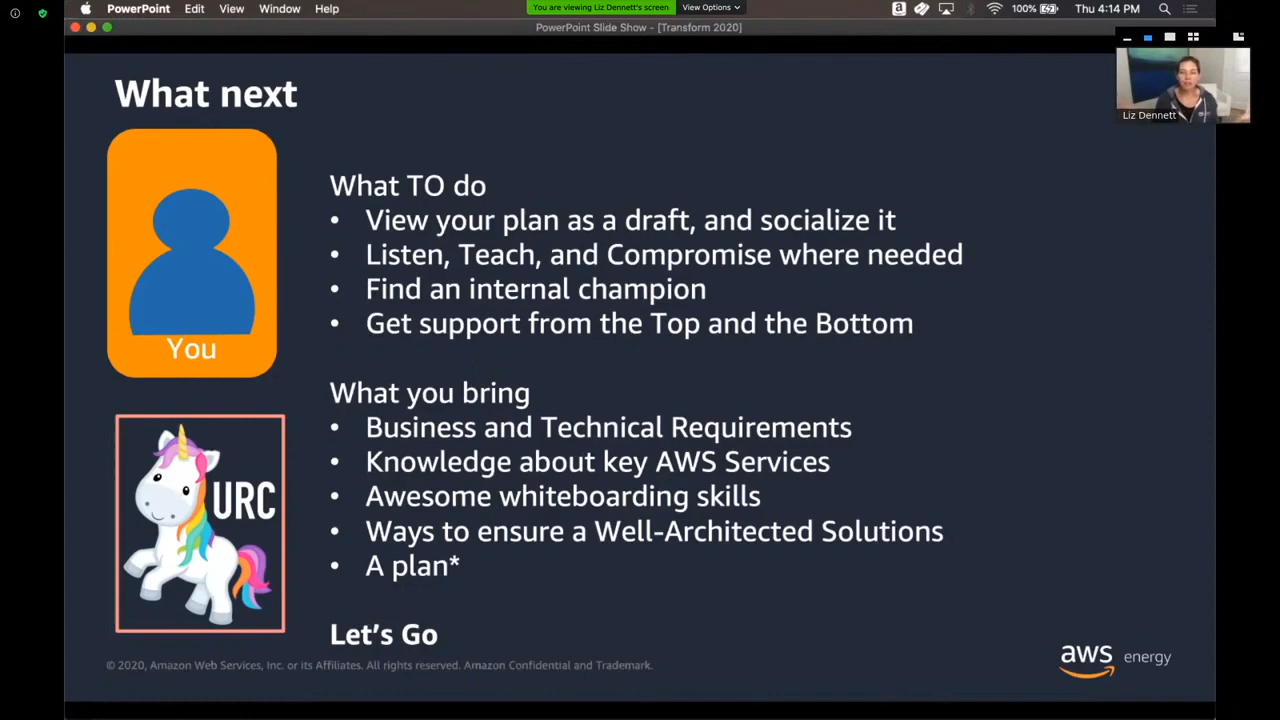 PowerPoint Edit View Window Help
You are viewing Liz Dennett's screen View Options
100% Thu 4:14 PM
PowerPoint Slide Show - [Transform 2020]
Liz Dennett
What next
What TO do
• View your plan as a draft, and socialize it
• Listen, Teach, and Compromise where needed
• Find an internal champion
• Get support from the Top and the Bottom
You
What you bring
• Business and Technical Requirements
• Knowledge about key AWS Services
• Awesome whiteboarding skills
• Ways to ensure a Well-Architected Solutions
• A plan*
URC
Let's Go
© 2020, Amazon Web Services, Inc. or its Affiliates. All rights reserved. Amazon Confidential and Trademark.
aws energy